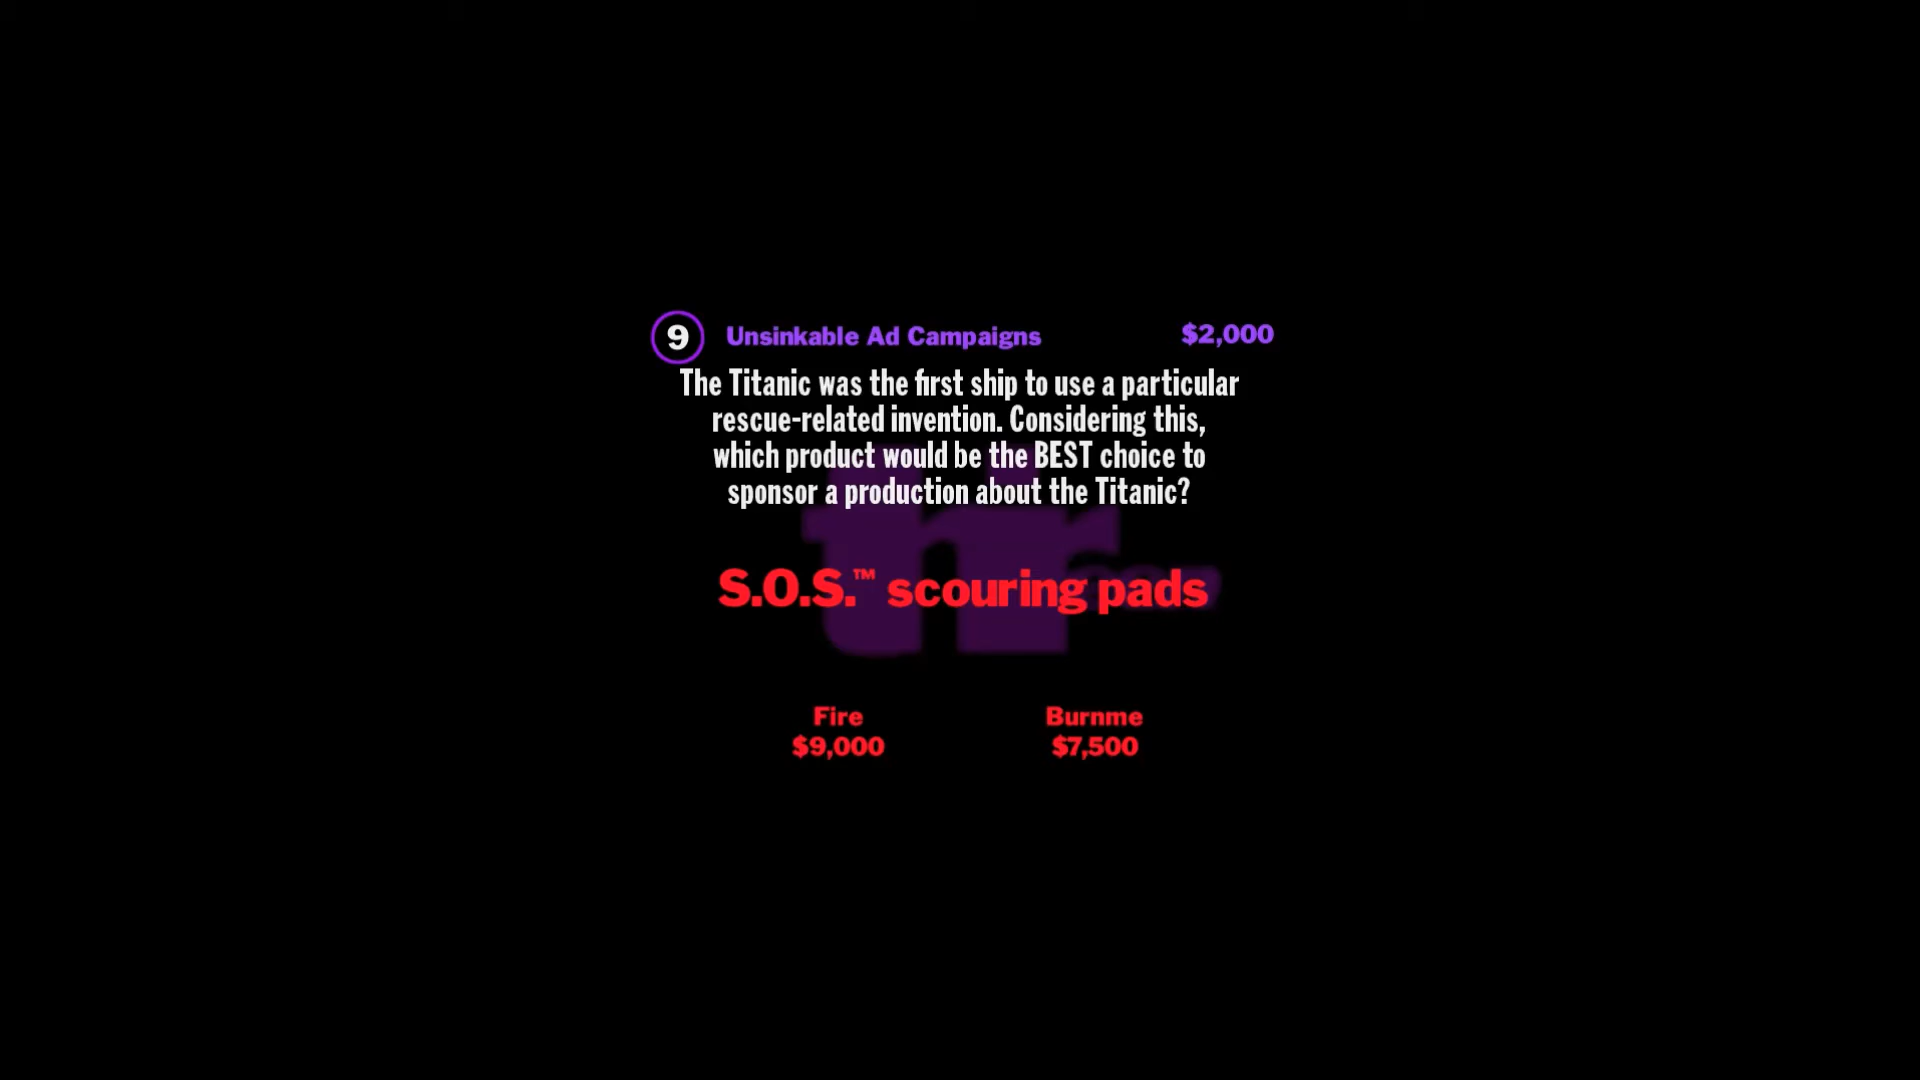 9 Unsinkable Ad Campaigns $2,000
The Titanic was the first ship to use a particular
rescue-related invention. Considering this,
which product would be the BEST choice to
sponsor a production about the Titanic?
S.O.S.™ scouring pads
Fire Burnme
$9,000 $7,500